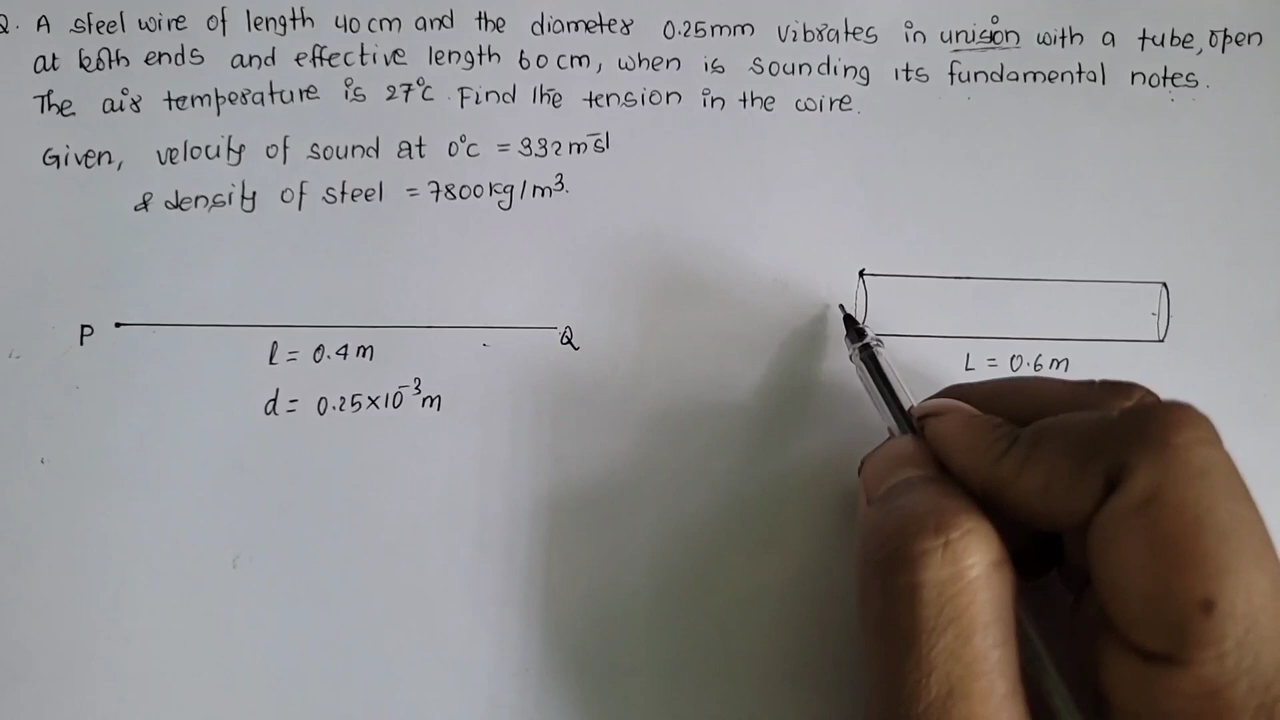 Q. A steel wire of length 40 cm and the diameter 0.25mm vibrates in unision with a tube, open
at both ends and effective length 60 cm, when is sounding its fundamental notes.
The air temperature is 27°C. Find the tension in the wire.
Given, velocity of sound at 0°C = 332 ms⁻¹
& density of steel = 7800 kg/m³.
P
Q
l = 0.4 m
d = 0.25×10⁻³ m
L = 0.6 m